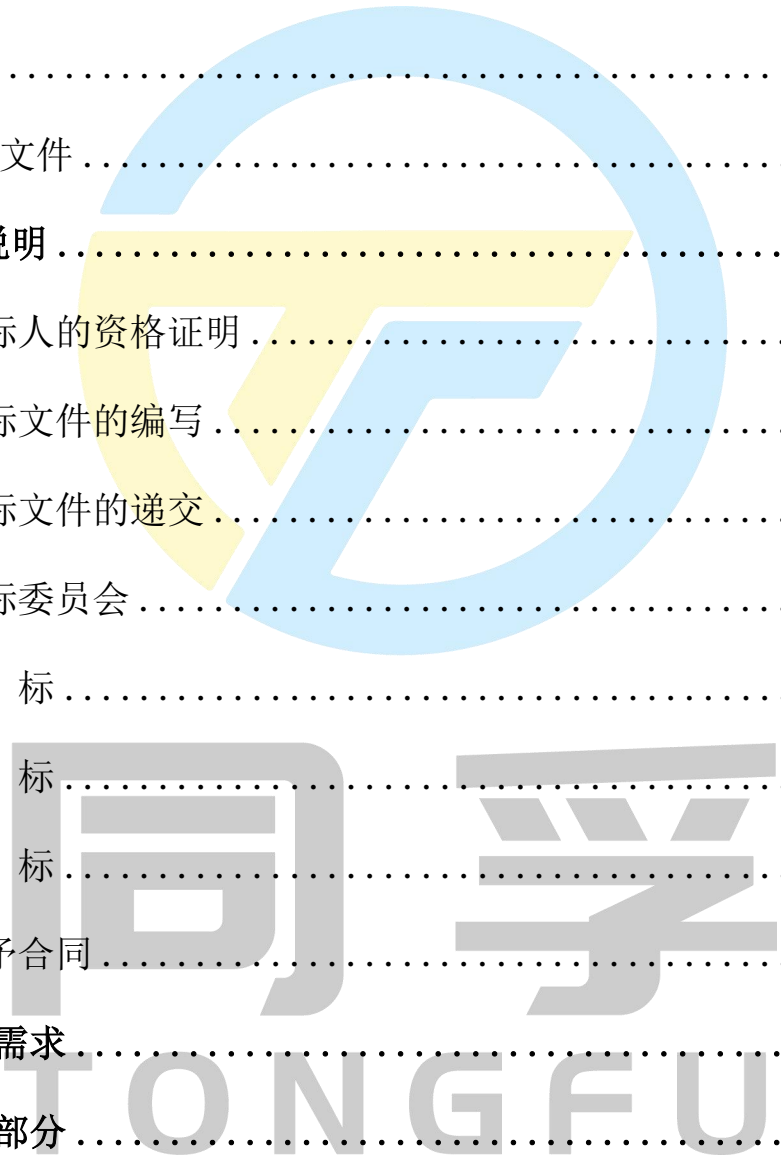 ....................................
文件....................................
说明....................................
标人的资格证明.............................
标文件的编写.............................
标文件的递交.............................
标委员会.................................
标.....................................
同孚
标.....................................
标.....................................
予合同...................................
需求....................................
TONGFU
部分....................................